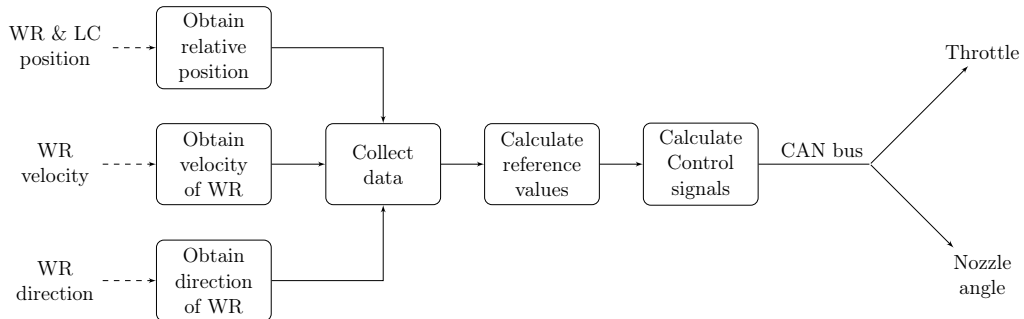 WR & LC
position
Obtain
relative
position
WR
velocity
Obtain
velocity
of WR
WR
direction
Obtain
direction
of WR
Collect
data
Calculate
reference
values
Calculate
Control
signals
CAN bus
Throttle
Nozzle
angle